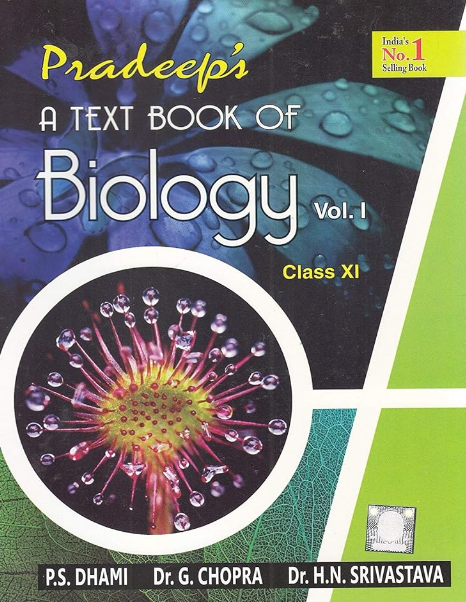 Pradeep's
India's
No.1
Selling Book
A TEXT BOOK OF
Biology Vol. I
Class XI
P.S. DHAMI Dr. G. CHOPRA Dr. H.N. SRIVASTAVA